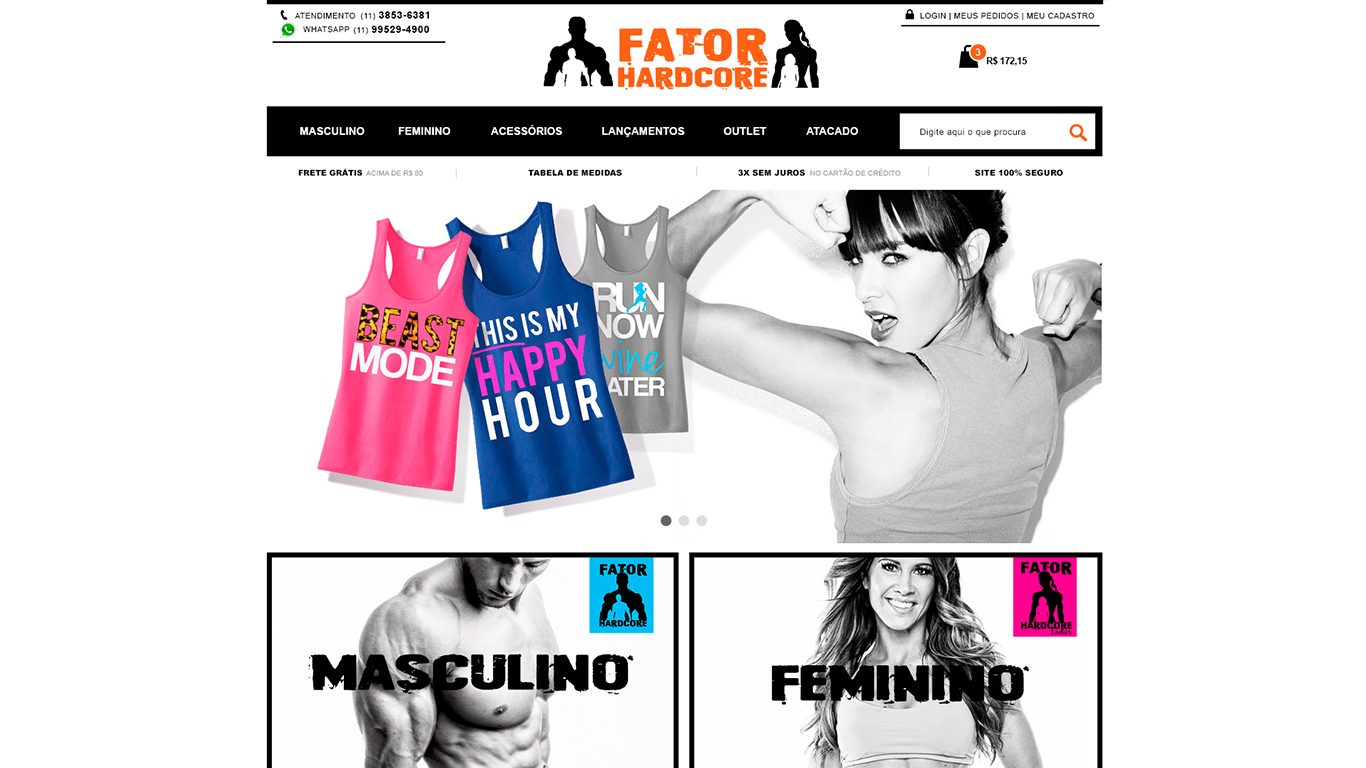 ATENDIMENTO (11) 3853-6381
WHATSAPP (11) 99529-4900
FATOR
HARDCORE
LOGIN | MEUS PEDIDOS | MEU CADASTRO
3
R$ 172,15
MASCULINO FEMININO ACESSÓRIOS LANÇAMENTOS OUTLET ATACADO
Digite aqui o que procura
FRETE GRÁTIS ACIMA DE R$ 80
TABELA DE MEDIDAS
3X SEM JUROS NO CARTÃO DE CRÉDITO
SITE 100% SEGURO
BEAST
MODE
THIS IS MY
HAPPY
HOUR
RUN
NOW
wine
LATER
FATOR
HARDCORE
MASCULINO
FATOR
HARDCORE
Ladies
FEMININO